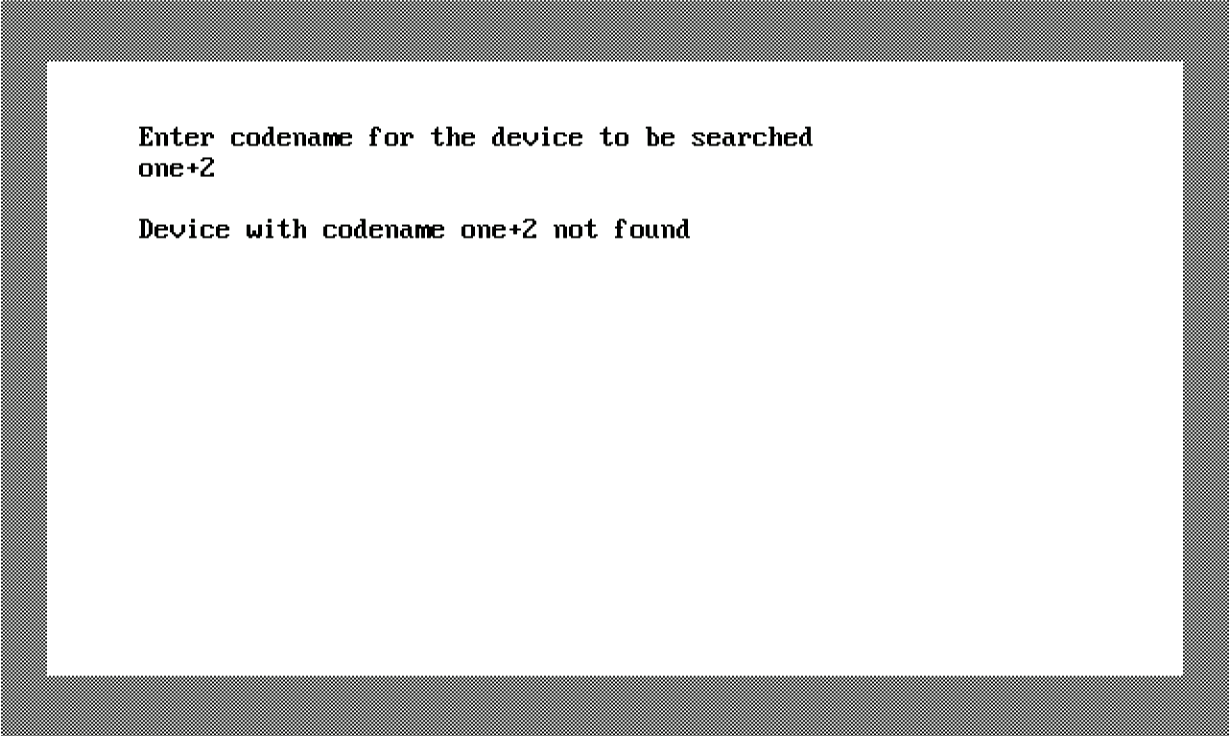 Enter codename for the device to be searched
one+2
Device with codename one+2 not found